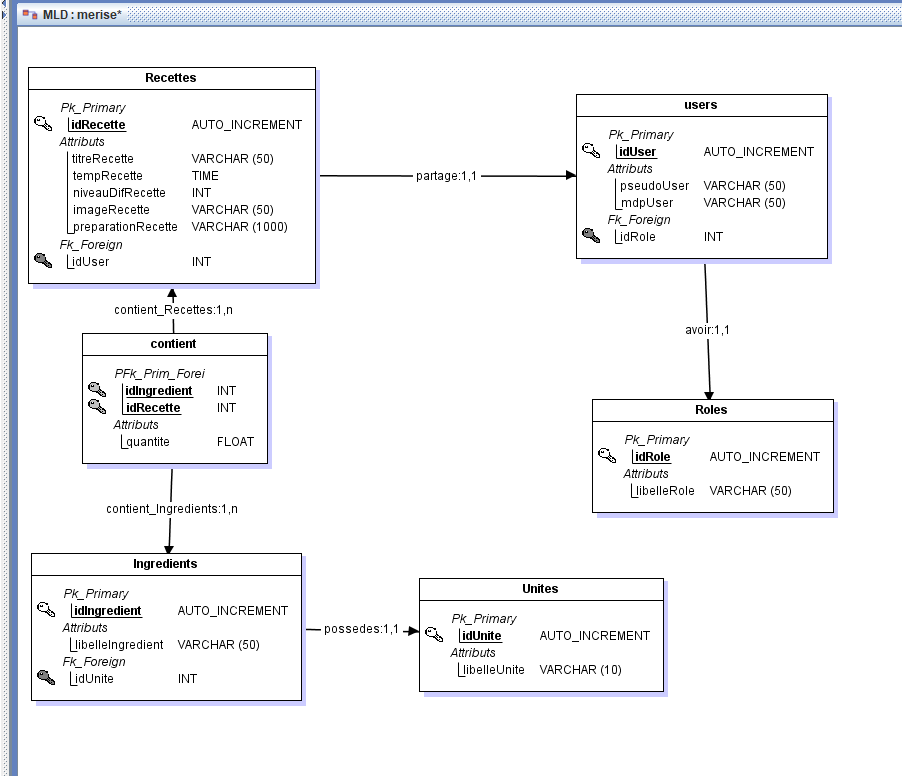 MLD : merise*
Recettes
Pk_Primary
idRecette AUTO_INCREMENT
Attributs
titreRecette VARCHAR (50)
tempRecette TIME
niveauDifRecette INT
imageRecette VARCHAR (50)
preparationRecette VARCHAR (1000)
Fk_Foreign
idUser INT
partage:1,1
users
Pk_Primary
idUser AUTO_INCREMENT
Attributs
pseudoUser VARCHAR (50)
mdpUser VARCHAR (50)
Fk_Foreign
idRole INT
contient_Recettes:1,n
avoir:1,1
contient
PFk_Prim_Forei
idIngredient INT
idRecette INT
Attributs
quantite FLOAT
Roles
Pk_Primary
idRole AUTO_INCREMENT
Attributs
libelleRole VARCHAR (50)
contient_Ingredients:1,n
Ingredients
Pk_Primary
idIngredient AUTO_INCREMENT
Attributs
libelleIngredient VARCHAR (50)
Fk_Foreign
idUnite INT
possedes:1,1
Unites
Pk_Primary
idUnite AUTO_INCREMENT
Attributs
libelleUnite VARCHAR (10)